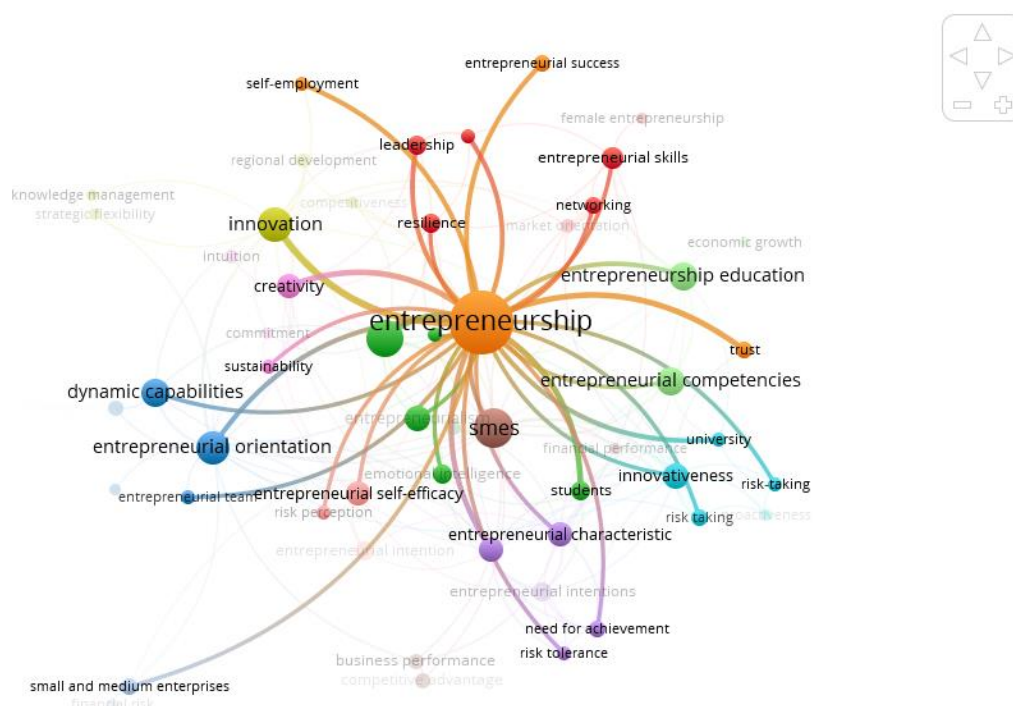 entrepreneurial success
self-employment
female entrepreneurship
leadership
entrepreneurial skills
regional development
knowledge management
competitiveness
networking
strategic flexibility
innovation
resilience
market orientation
economic growth
intuition
entrepreneurship education
creativity
entrepreneurship
commitment
trust
sustainability
entrepreneurial competencies
dynamic capabilities
entrepreneurialism
smes
university
entrepreneurial orientation
financial performance
emotional intelligence
innovativeness
risk-taking
entrepreneurial team
entrepreneurial self-efficacy
students
risk perception
risk taking
entrepreneurial characteristic
entrepreneurial intention
entrepreneurial intentions
need for achievement
risk tolerance
business performance
competitive advantage
small and medium enterprises
financial risk